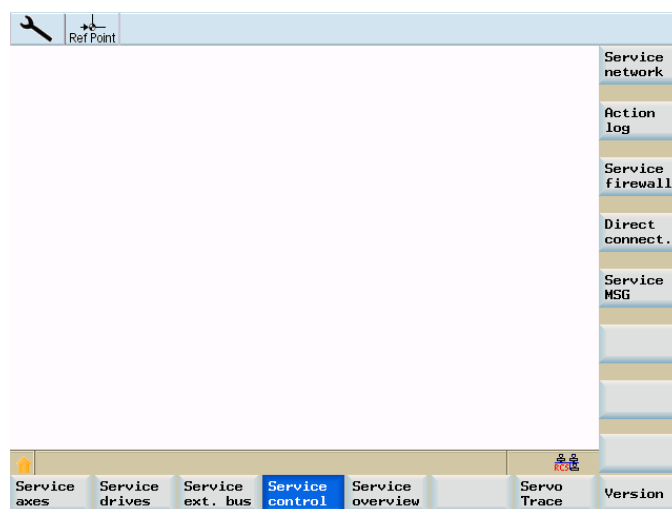 Ref Point
Service
network
Action
log
Service
firewall
Direct
connect.
Service
MSG
RCS
Service
axes
Service
drives
Service
ext. bus
Service
control
Service
overview
Servo
Trace
Version